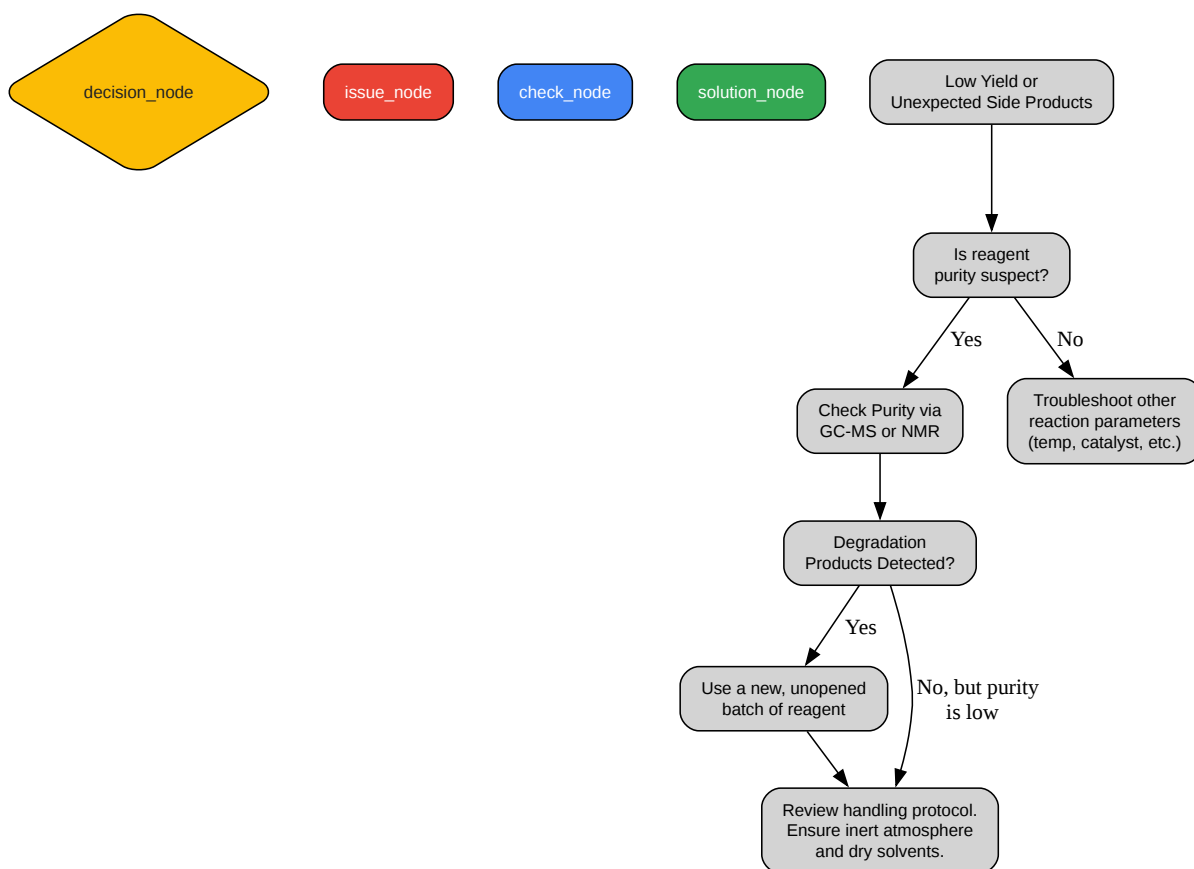 decision_node
issue_node
check_node
solution_node
Low Yield or
Unexpected Side Products
Is reagent
purity suspect?
Yes
No
Check Purity via
GC-MS or NMR
Troubleshoot other
reaction parameters
(temp, catalyst, etc.)
Degradation
Products Detected?
Yes
Use a new, unopened
batch of reagent
No, but purity
is low
Review handling protocol.
Ensure inert atmosphere
and dry solvents.